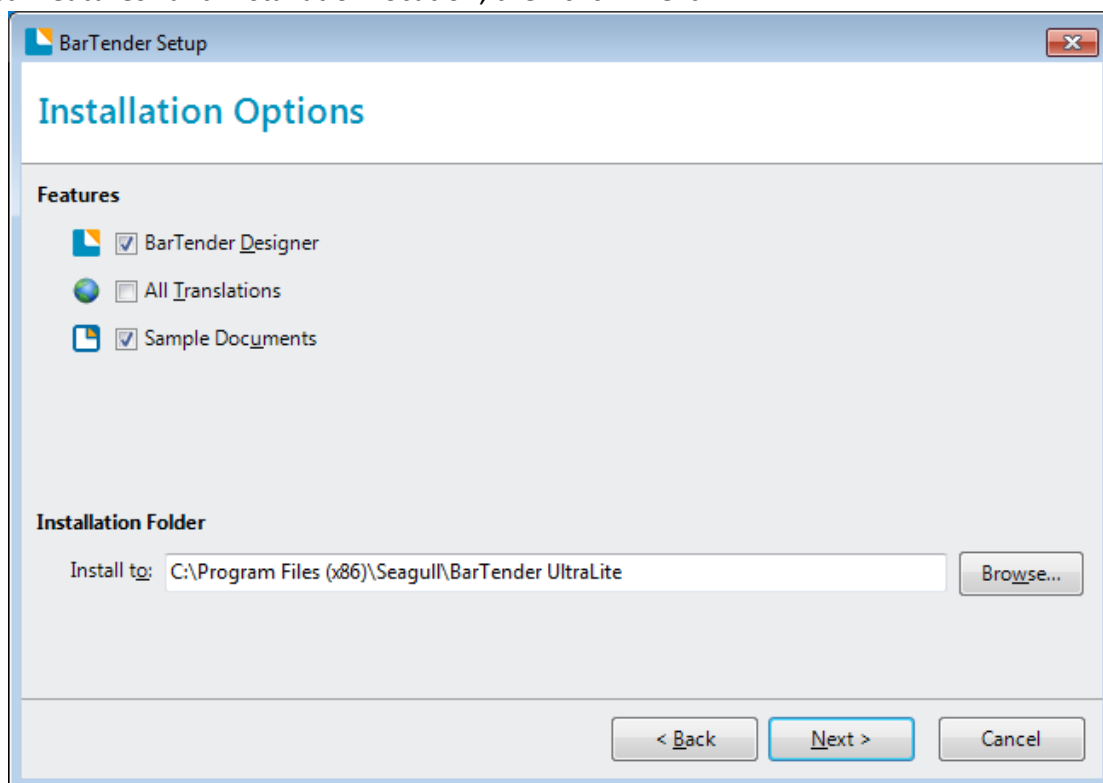 BarTender Setup
Installation Options
Features
BarTender Designer
All Translations
Sample Documents
Installation Folder
Install to: C:\Program Files (x86)\Seagull\BarTender UltraLite Browse...
< Back Next > Cancel